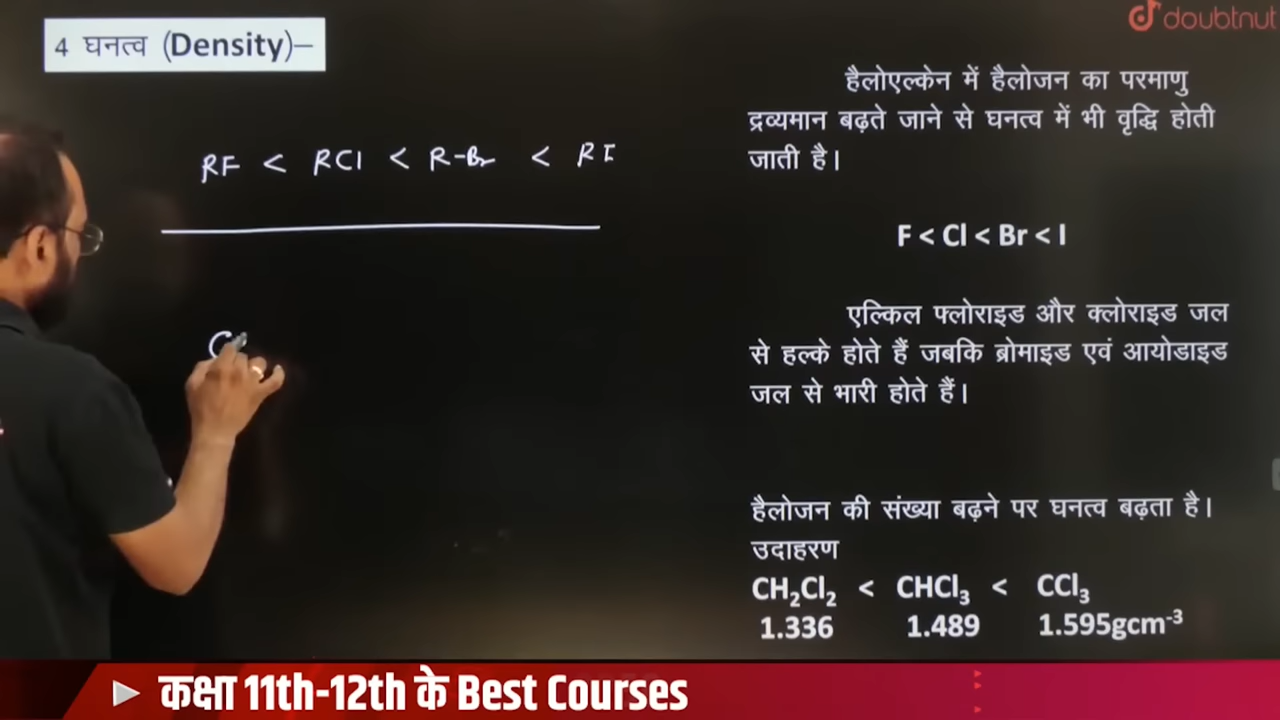 4 घनत्व (Density)–
doubtnut
RF < RCl < R-Br < RI
C
हैलोएल्केन में हैलोजन का परमाणु
द्रव्यमान बढ़ते जाने से घनत्व में भी वृद्धि होती
जाती है।
F < Cl < Br < I
एल्किल फ्लोराइड और क्लोराइड जल
से हल्के होते हैं जबकि ब्रोमाइड एवं आयोडाइड
जल से भारी होते हैं।
हैलोजन की संख्या बढ़ने पर घनत्व बढ़ता है।
उदाहरण
CH₂Cl₂ < CHCl₃ < CCl₃
1.336 1.489 1.595gcm⁻³
कक्षा 11th-12th के Best Courses